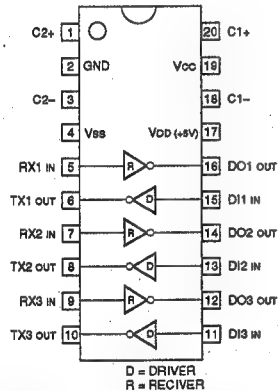 C2+ 1 20 C1+
2 GND VCC 19
C2– 3 18 C1–
4 VSS VDD (+5V) 17
RX1 IN 5 R 16 DO1 OUT
TX1 OUT 6 D 15 DI1 IN
RX2 IN 7 R 14 DO2 OUT
TX2 OUT 8 D 13 DI2 IN
RX3 IN 9 R 12 DO3 OUT
TX3 OUT 10 D 11 DI3 IN
D = DRIVER
R = RECIVER